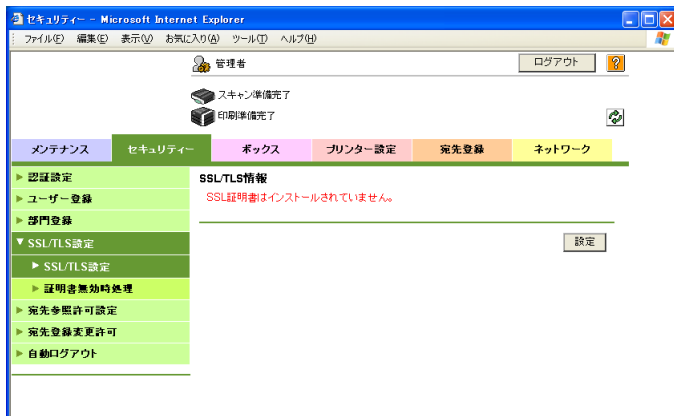 セキュリティー - Microsoft Internet Explorer
ファイル(F) 編集(E) 表示(V) お気に入り(A) ツール(T) ヘルプ(H)
管理者
ログアウト
?
スキャン準備完了
印刷準備完了
メンテナンス セキュリティー ボックス プリンター設定 宛先登録 ネットワーク
認証設定
ユーザー登録
部門登録
SSL/TLS設定
SSL/TLS設定
証明書無効時処理
宛先参照許可設定
宛先登録変更許可
自動ログアウト
SSL/TLS情報
SSL証明書はインストールされていません。
設定